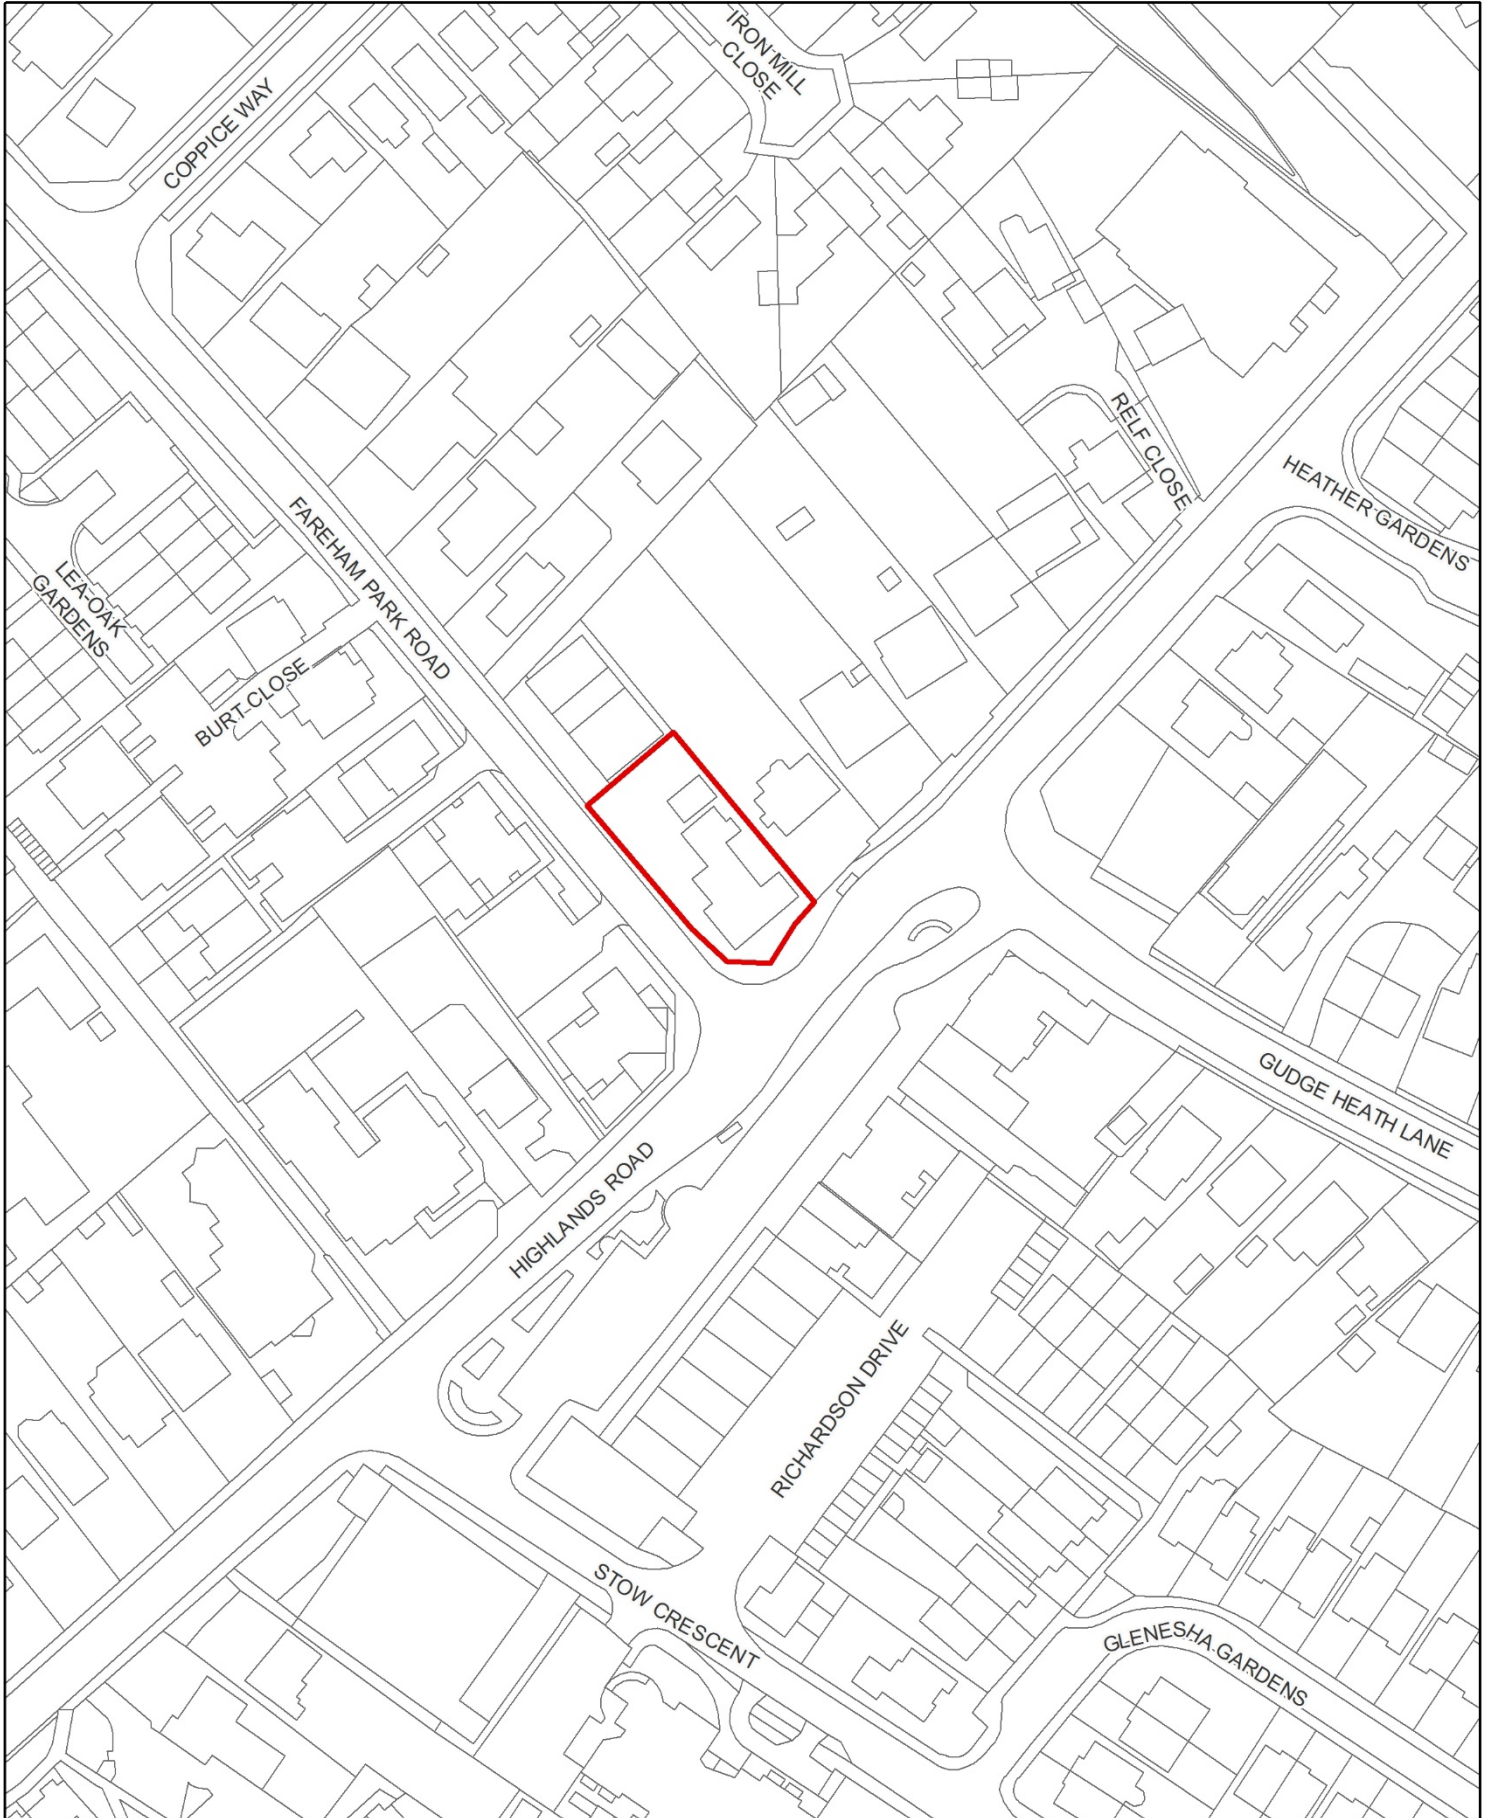 IRON MILL
CLOSE
COPPICE WAY
RELF CLOSE
HEATHER GARDENS
FAREHAM PARK ROAD
LEA-OAK
GARDENS
BURT CLOSE
GUDGE HEATH LANE
HIGHLANDS ROAD
RICHARDSON DRIVE
STOW CRESCENT
GLENESHA GARDENS